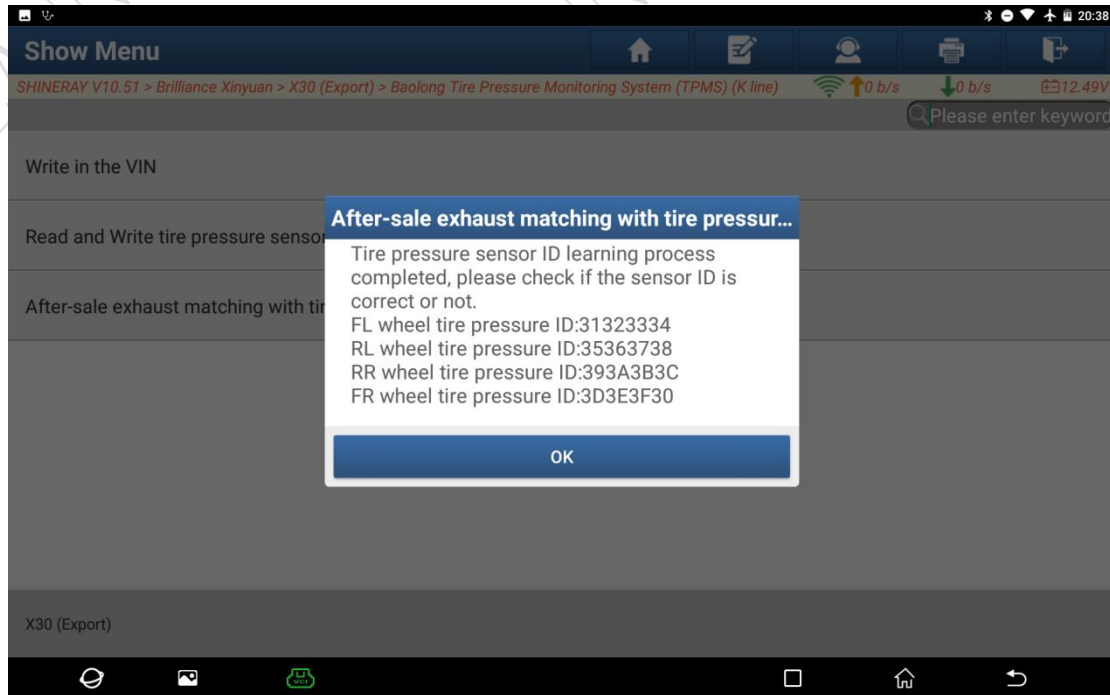 20:38
Show Menu
SHINERAY V10.51 > Brilliance Xinyuan > X30 (Export) > Baolong Tire Pressure Monitoring System (TPMS) (K line)
0 b/s
0 b/s
12.49V
Please enter keyword
Write in the VIN
Read and Write tire pressure sensor
After-sale exhaust matching with tir
After-sale exhaust matching with tire pressur...
Tire pressure sensor ID learning process
completed, please check if the sensor ID is
correct or not.
FL wheel tire pressure ID:31323334
RL wheel tire pressure ID:35363738
RR wheel tire pressure ID:393A3B3C
FR wheel tire pressure ID:3D3E3F30
OK
X30 (Export)
VCI